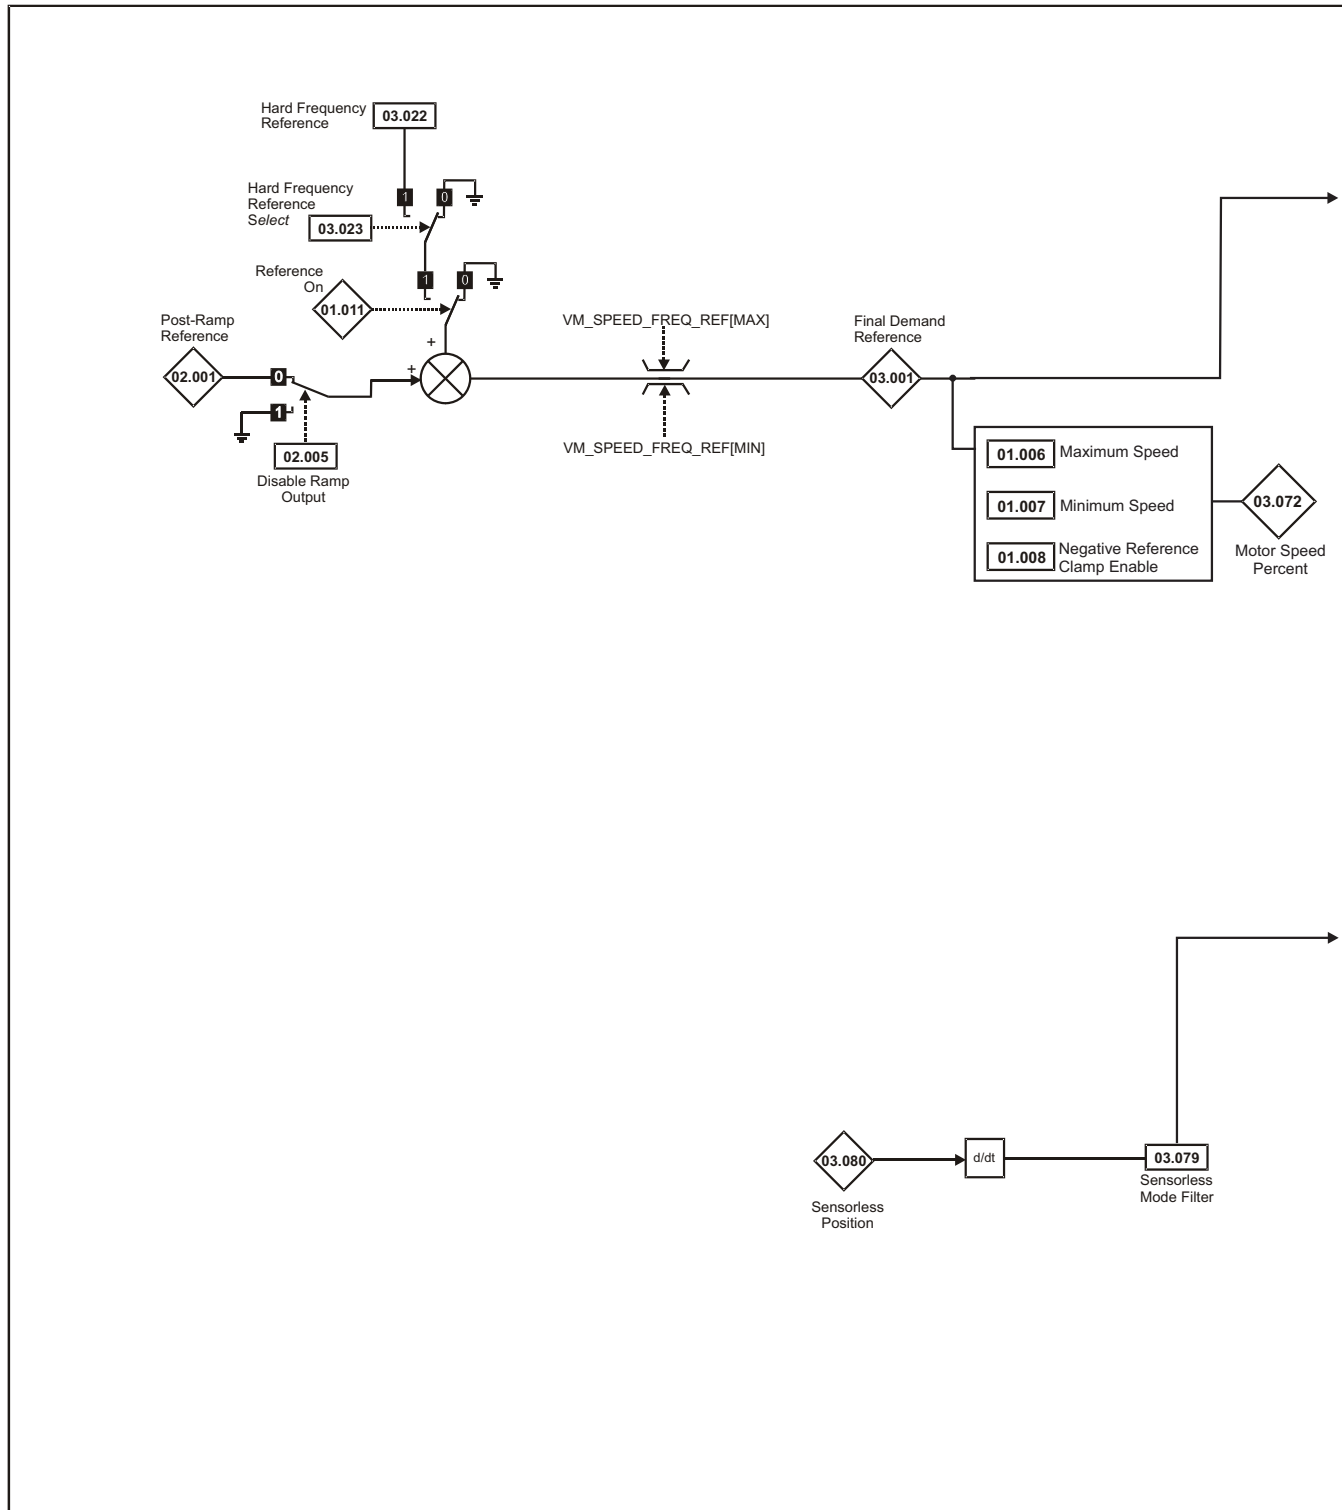 Hard Frequency
Reference
03.022
1
0
Hard Frequency
Reference
Select
03.023
Reference
On
1
0
01.011
Post-Ramp
Reference
02.001
0
1
+
+
02.005
Disable Ramp
Output
VM_SPEED_FREQ_REF[MAX]
VM_SPEED_FREQ_REF[MIN]
Final Demand
Reference
03.001
01.006 Maximum Speed
01.007 Minimum Speed
01.008 Negative Reference
Clamp Enable
03.072
Motor Speed
Percent
03.080
Sensorless
Position
d/dt
03.079
Sensorless
Mode Filter